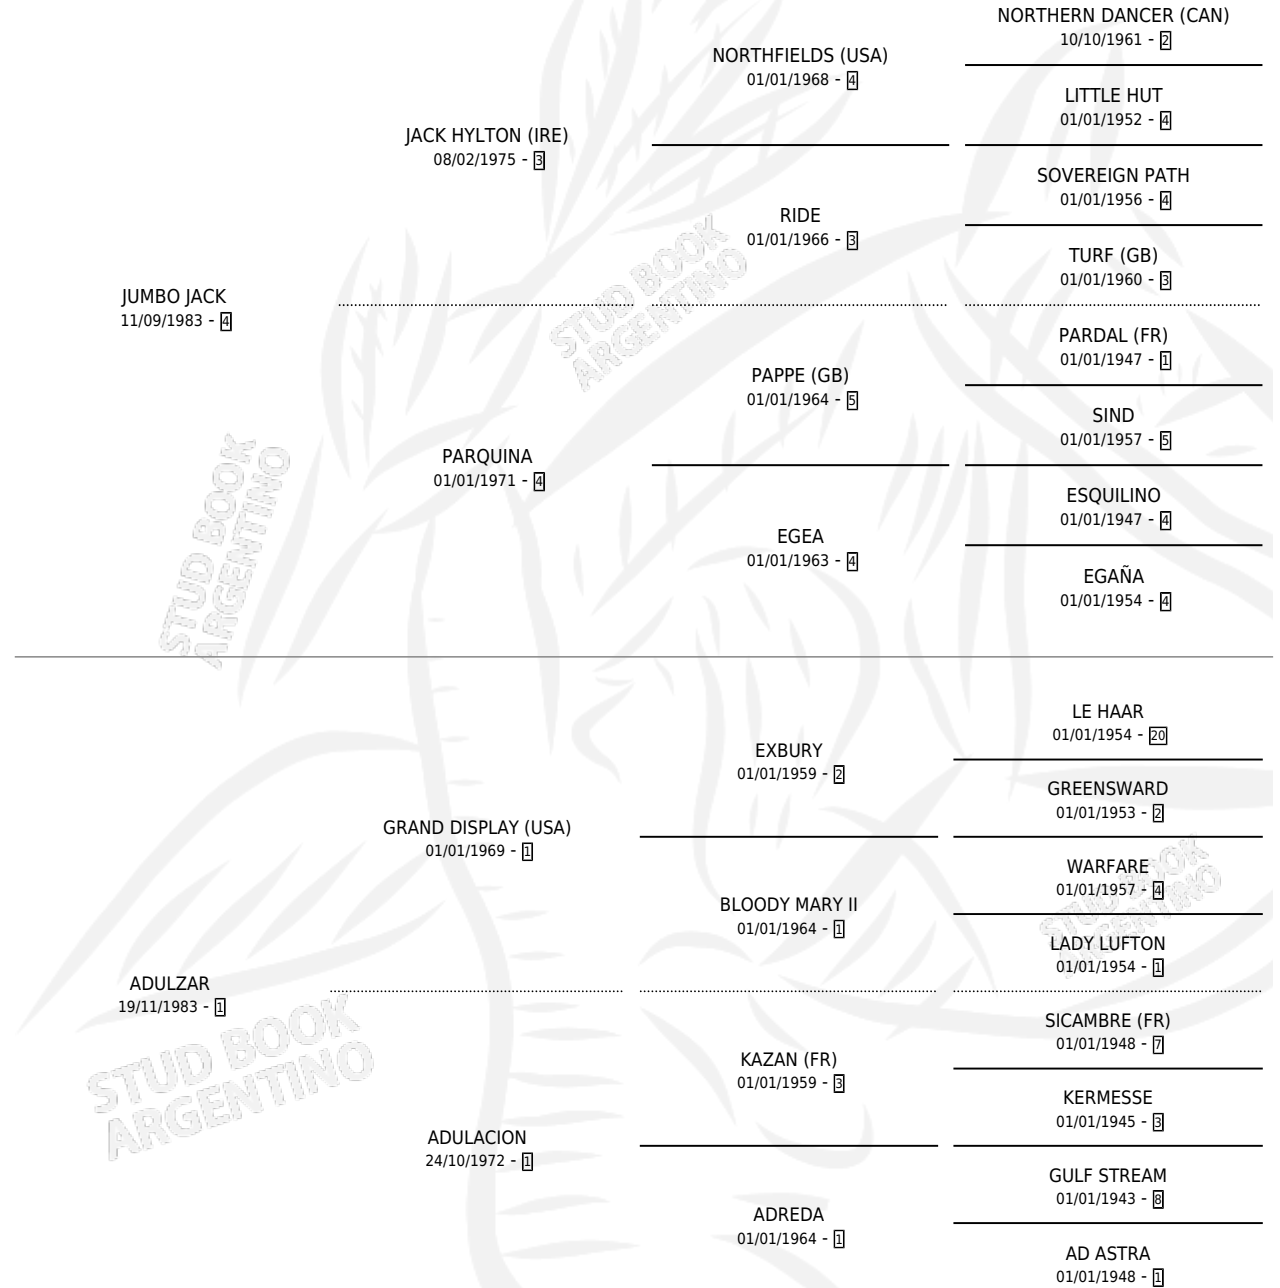 NORTHERN DANCER (CAN)
10/10/1961 - 2
NORTHFIELDS (USA)
01/01/1968 - 4
LITTLE HUT
01/01/1952 - 4
JACK HYLTON (IRE)
08/02/1975 - 3
SOVEREIGN PATH
01/01/1956 - 4
RIDE
01/01/1966 - 3
TURF (GB)
01/01/1960 - 3
JUMBO JACK
11/09/1983 - 4
STUD BOOK
ARGENTINO
PARDAL (FR)
01/01/1947 - 1
PAPPE (GB)
01/01/1964 - 5
SIND
01/01/1957 - 5
PARQUINA
01/01/1971 - 4
ESQUILINO
01/01/1947 - 4
EGEA
01/01/1963 - 4
EGAÑA
01/01/1954 - 4
STUD BOOK
ARGENTINO
LE HAAR
01/01/1954 - 20
EXBURY
01/01/1959 - 2
GREENSWARD
01/01/1953 - 2
GRAND DISPLAY (USA)
01/01/1969 - 1
WARFARE
01/01/1957 - 4
BLOODY MARY II
01/01/1964 - 1
LADY LUFTON
01/01/1954 - 1
STUD BOOK
ARGENTINO
ADULZAR
19/11/1983 - 1
SICAMBRE (FR)
01/01/1948 - 7
KAZAN (FR)
01/01/1959 - 3
KERMESSE
01/01/1945 - 3
STUD BOOK
ARGENTINO
ADULACION
24/10/1972 - 1
GULF STREAM
01/01/1943 - 8
ADREDA
01/01/1964 - 1
AD ASTRA
01/01/1948 - 1